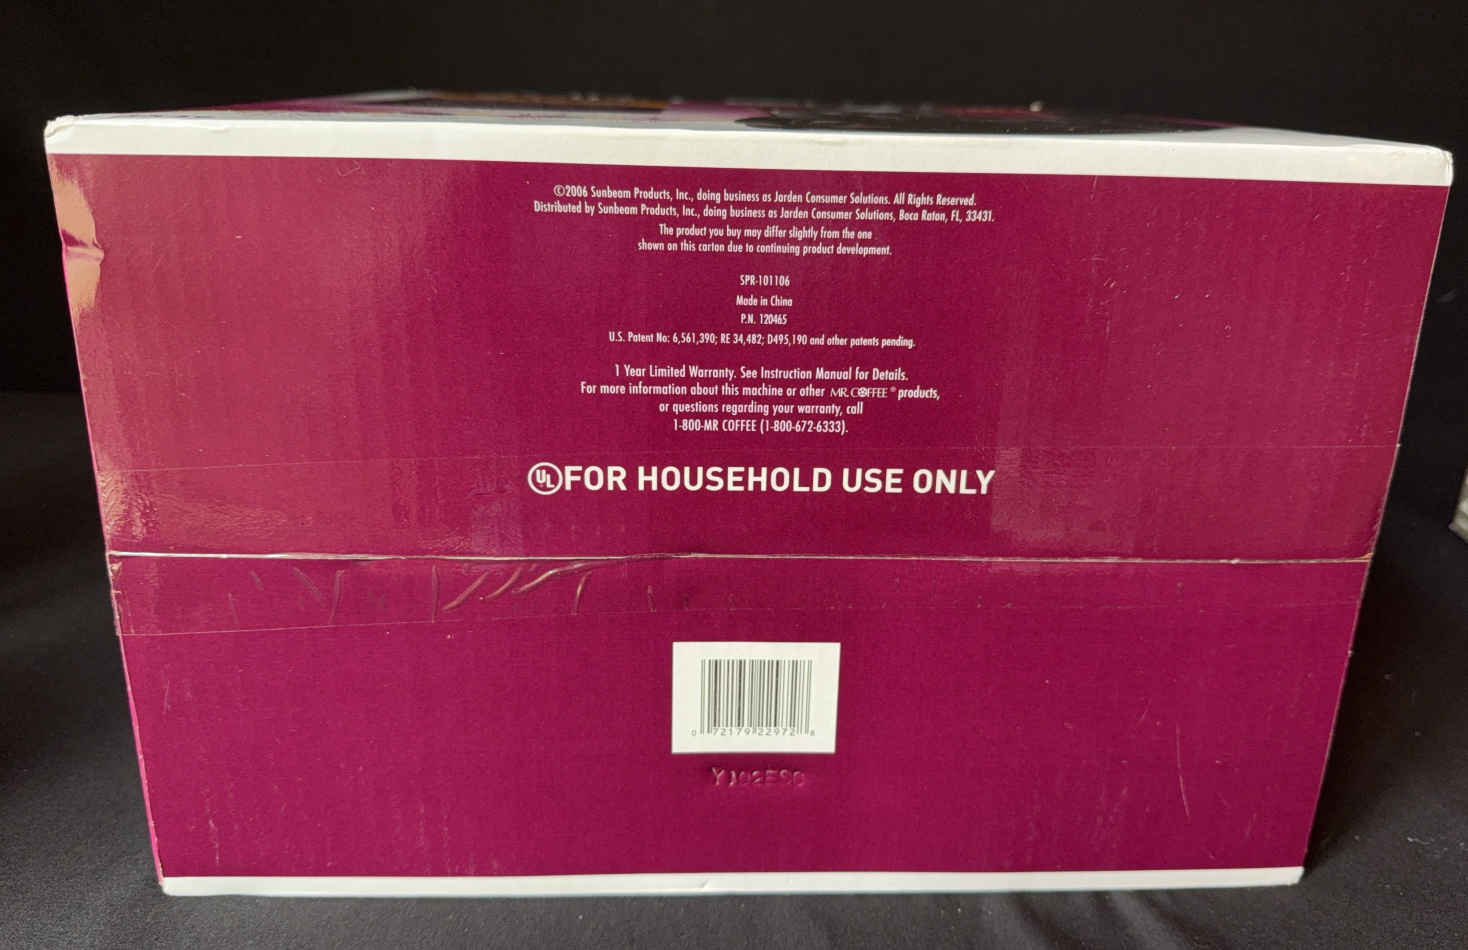 ©2006 Sunbeam Products, Inc., doing business as Jarden Consumer Solutions. All Rights Reserved.
Distributed by Sunbeam Products, Inc., doing business as Jarden Consumer Solutions, Boca Raton, FL, 33431.
The product you buy may differ slightly from the one
shown on this carton due to continuing product development.
SPR-101106
Made in China
P.N. 120465
U.S. Patent No: 6,561,390; RE 34,482; D495,190 and other patents pending.
1 Year Limited Warranty. See Instruction Manual for Details.
For more information about this machine or other MR. COFFEE® products,
or questions regarding your warranty, call
1-800-MR COFFEE (1-800-672-6333).
UL FOR HOUSEHOLD USE ONLY
0 72179 22972 8